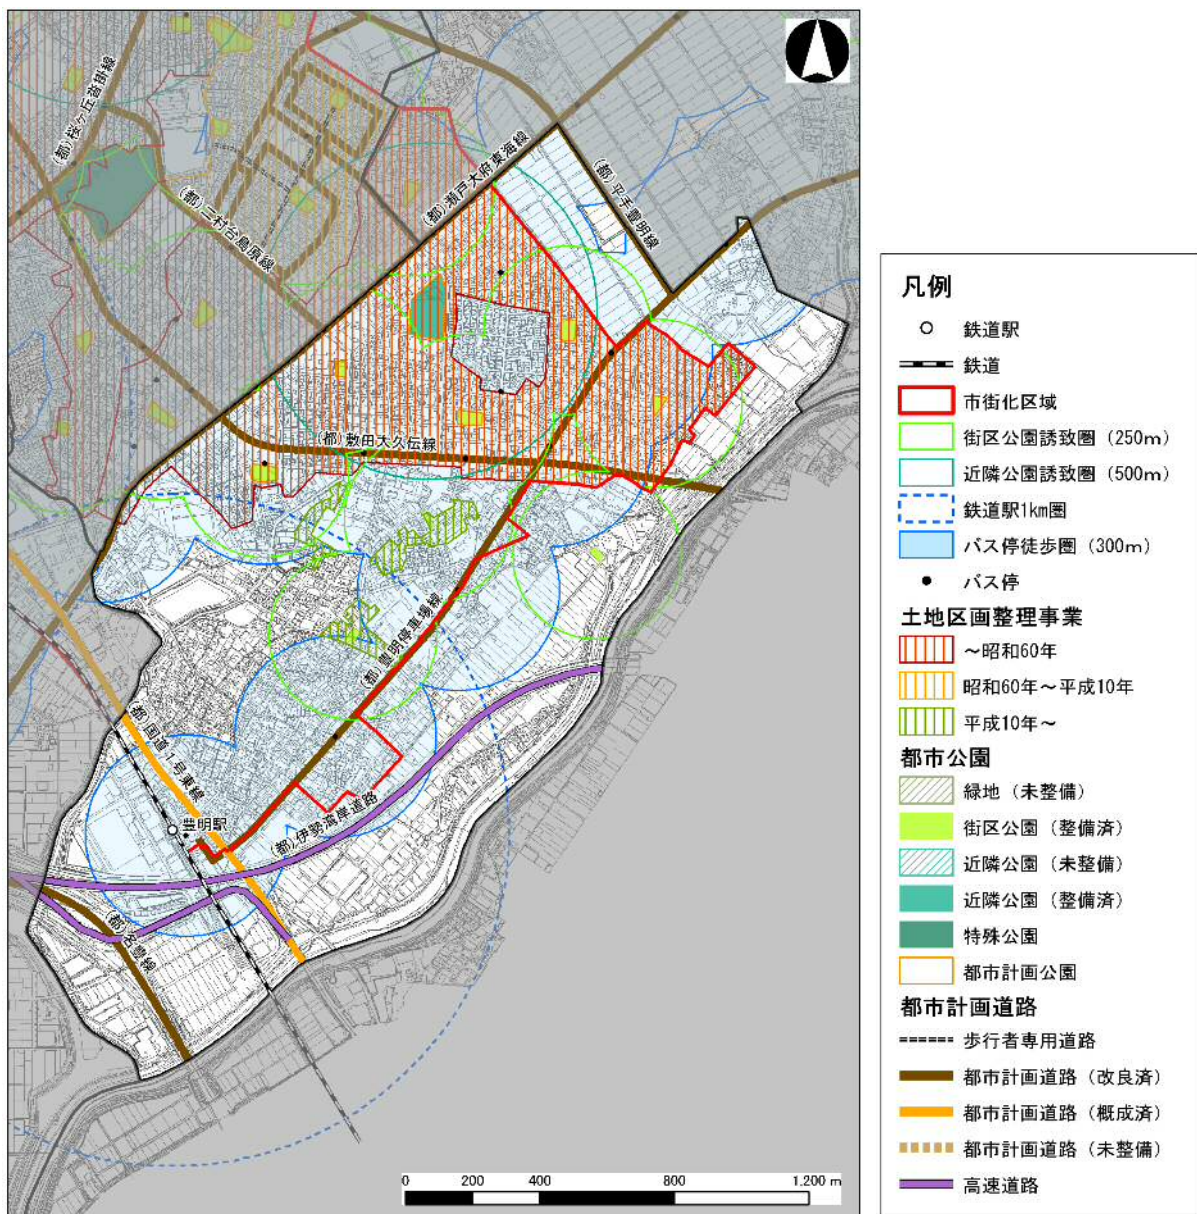 (都)桜ヶ丘沓掛線
(都)二村台鳥原線
(都)瀬戸大府東海線
(都)平手豊明線
(都)敷田大久伝線
(都)豊明停車場線
(都)国道1号東線
豊明駅
(都)伊勢湾岸道路
(都)名豊線
0 200 400 800 1,200 m
凡例
鉄道駅
鉄道
市街化区域
街区公園誘致圏（250m）
近隣公園誘致圏（500m）
鉄道駅1km圏
バス停徒歩圏（300m）
バス停
土地区画整理事業
～昭和60年
昭和60年～平成10年
平成10年～
都市公園
緑地（未整備）
街区公園（整備済）
近隣公園（未整備）
近隣公園（整備済）
特殊公園
都市計画公園
都市計画道路
歩行者専用道路
都市計画道路（改良済）
都市計画道路（概成済）
都市計画道路（未整備）
高速道路